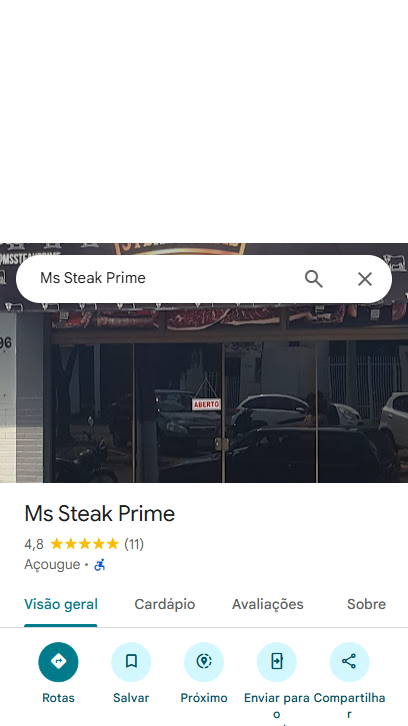 @MSSTEAKPRIME
Ms Steak Prime
96
ABERTO
Ms Steak Prime
4,8 (11)
Açougue ·
Visão geral Cardápio Avaliações Sobre
Rotas Salvar Próximo Enviar para o Compartilhar